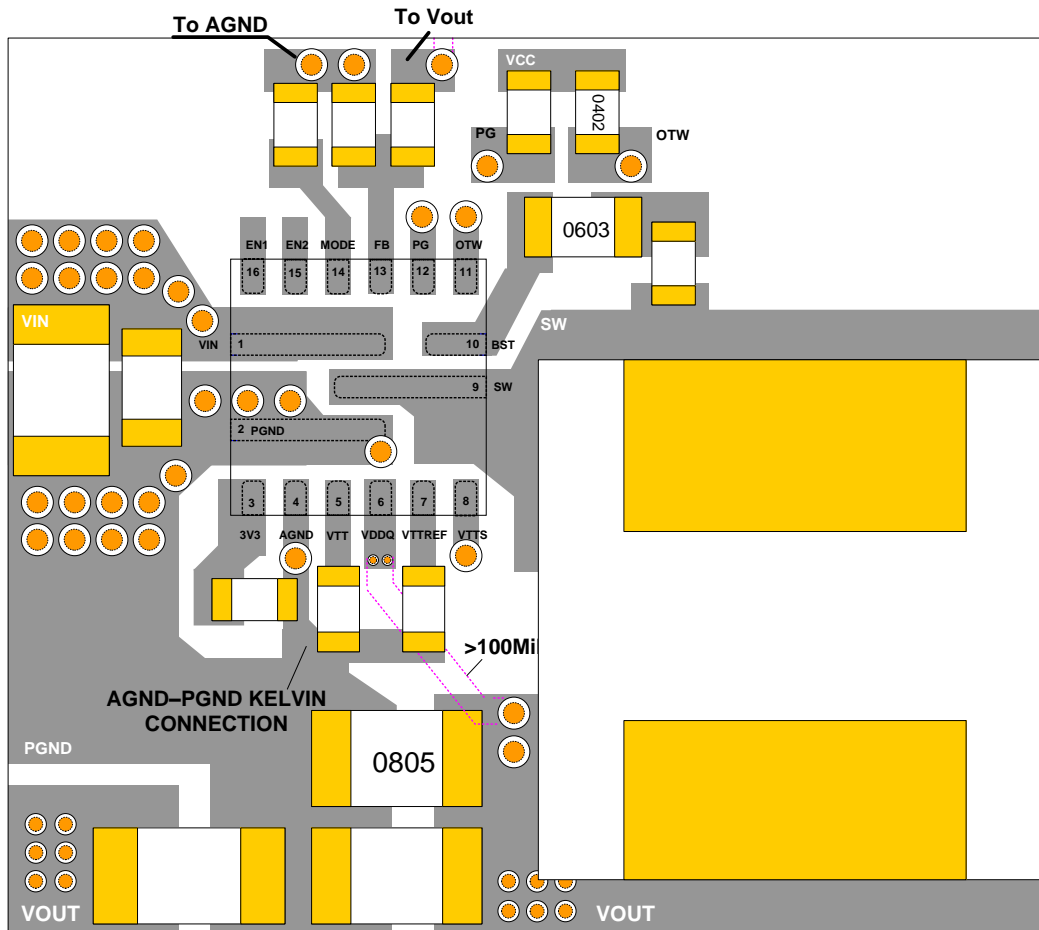 To AGND
To Vout
VCC
0402
PG
OTW
0603
EN1 EN2 MODE FB PG OTW
16 15 14 13 12 11
VIN
SW
VIN 1 10 BST
9 SW
2 PGND
3 4 5 6 7 8
3V3 AGND VTT VDDQ VTTREF VTTS
>100Mil
AGND–PGND KELVIN
CONNECTION
PGND
0805
VOUT
VOUT